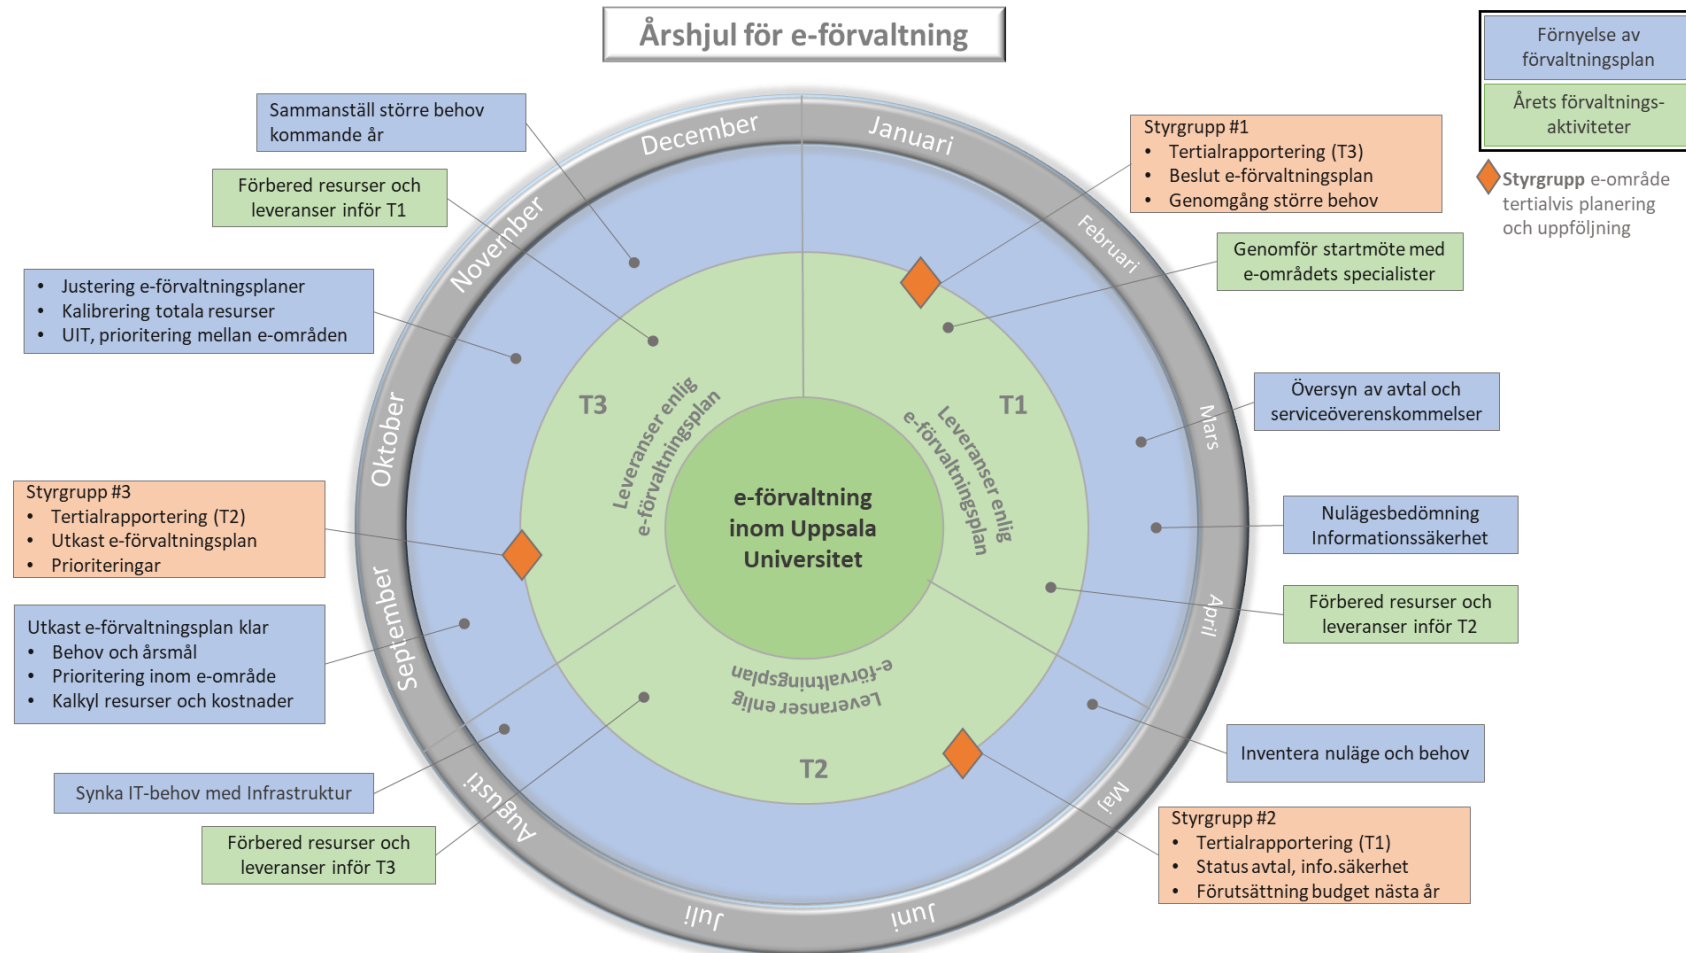 Årshjul för e-förvaltning
Förnyelse av
förvaltningsplan
Årets förvaltnings-
aktiviteter
Styrgrupp e-område
tertialvis planering
och uppföljning
Sammanställ större behov
kommande år
Förbered resurser och
leveranser inför T1
• Justering e-förvaltningsplaner
• Kalibrering totala resurser
• UIT, prioritering mellan e-områden
Styrgrupp #3
• Tertialrapportering (T2)
• Utkast e-förvaltningsplan
• Prioriteringar
Utkast e-förvaltningsplan klar
• Behov och årsmål
• Prioritering inom e-område
• Kalkyl resurser och kostnader
Synka IT-behov med Infrastruktur
Förbered resurser och
leveranser inför T3
Styrgrupp #1
• Tertialrapportering (T3)
• Beslut e-förvaltningsplan
• Genomgång större behov
Genomför startmöte med
e-områdets specialister
Översyn av avtal och
serviceöverenskommelser
Nulägesbedömning
Informationssäkerhet
Förbered resurser och
leveranser inför T2
Inventera nuläge och behov
Styrgrupp #2
• Tertialrapportering (T1)
• Status avtal, info.säkerhet
• Förutsättning budget nästa år
Januari
Februari
Mars
April
Maj
Juni
Juli
Augusti
September
Oktober
November
December
T1
Leveranser enlig
e-förvaltningsplan
T2
Leveranser enlig
e-förvaltningsplan
T3
Leveranser enlig
e-förvaltningsplan
e-förvaltning
inom Uppsala
Universitet